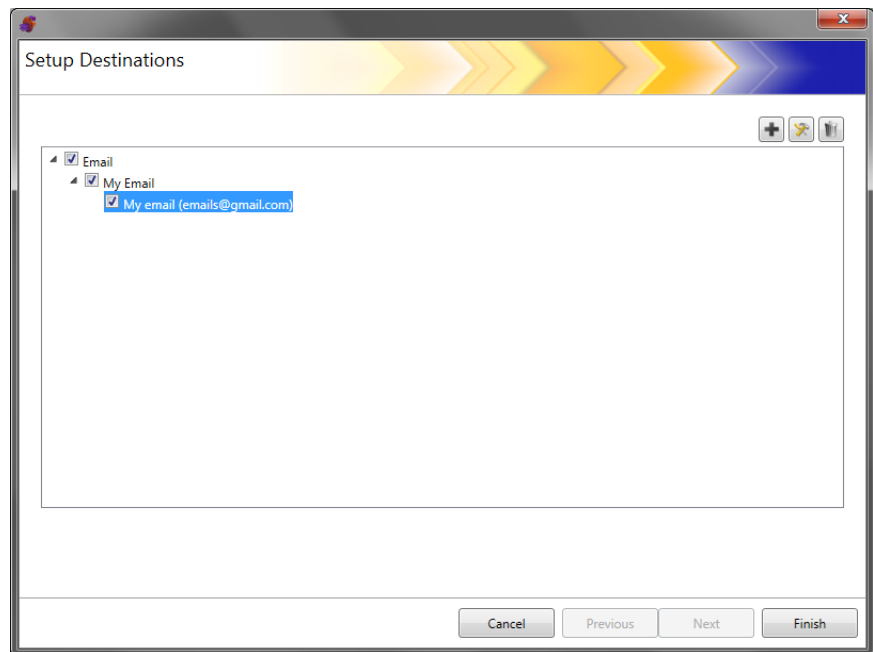 Setup Destinations
Email
My Email
My email (emails@gmail.com)
Cancel Previous Next Finish